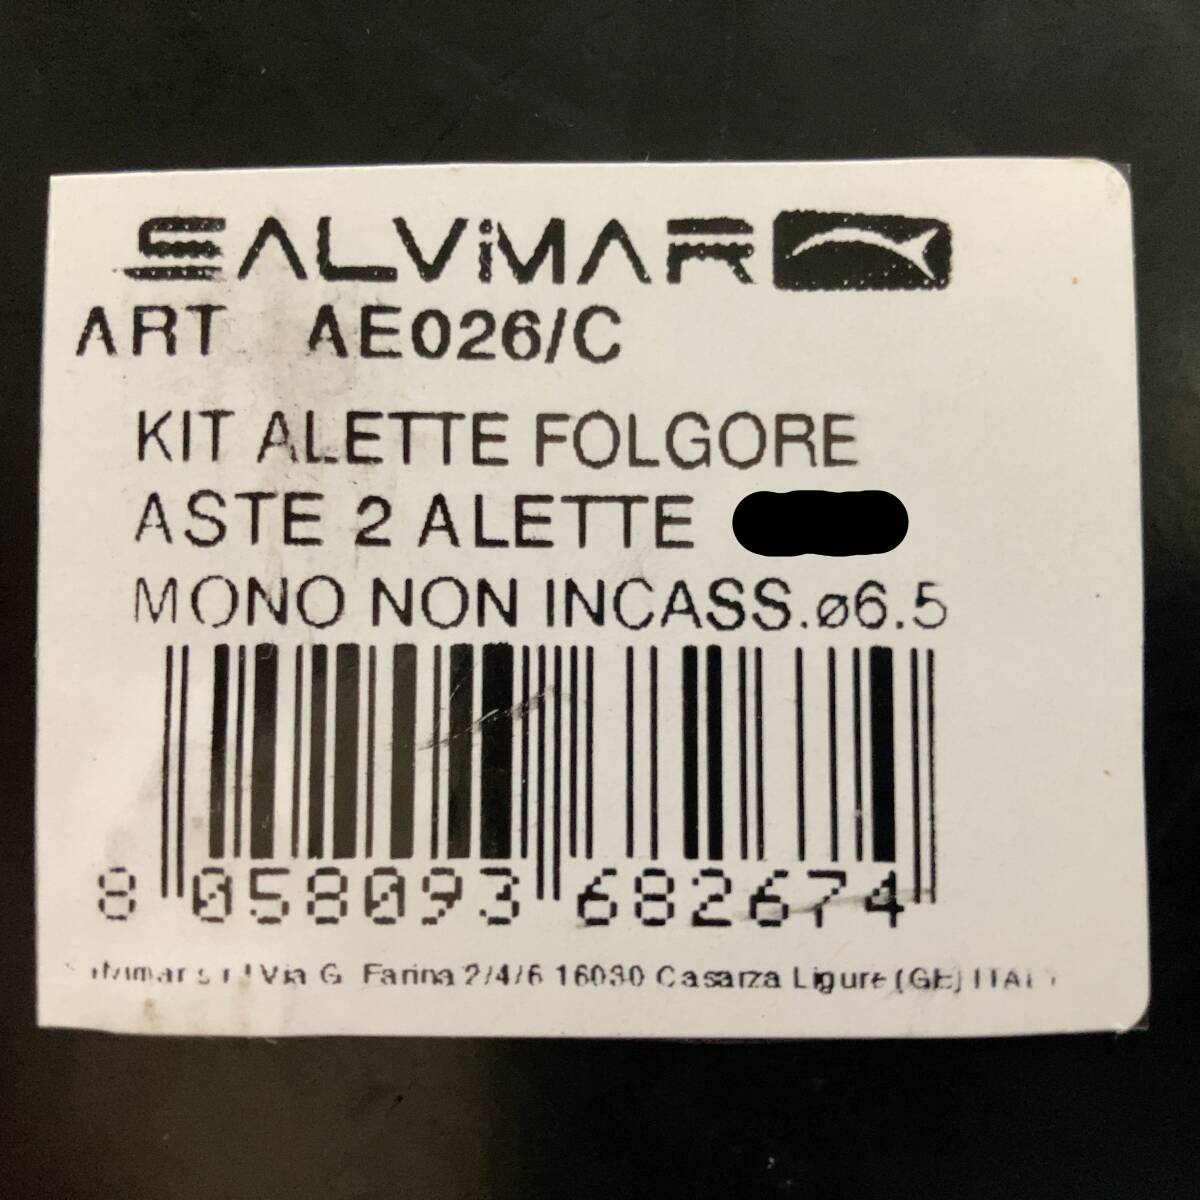 SALViMAR
ART AE026/C
KIT ALETTE FOLGORE
ASTE 2 ALETTE
MONO NON INCASS.ø6.5
8 058093 682674
Via G. Farina 2/4/6 16030 Casarza Ligure (GE) ITALY